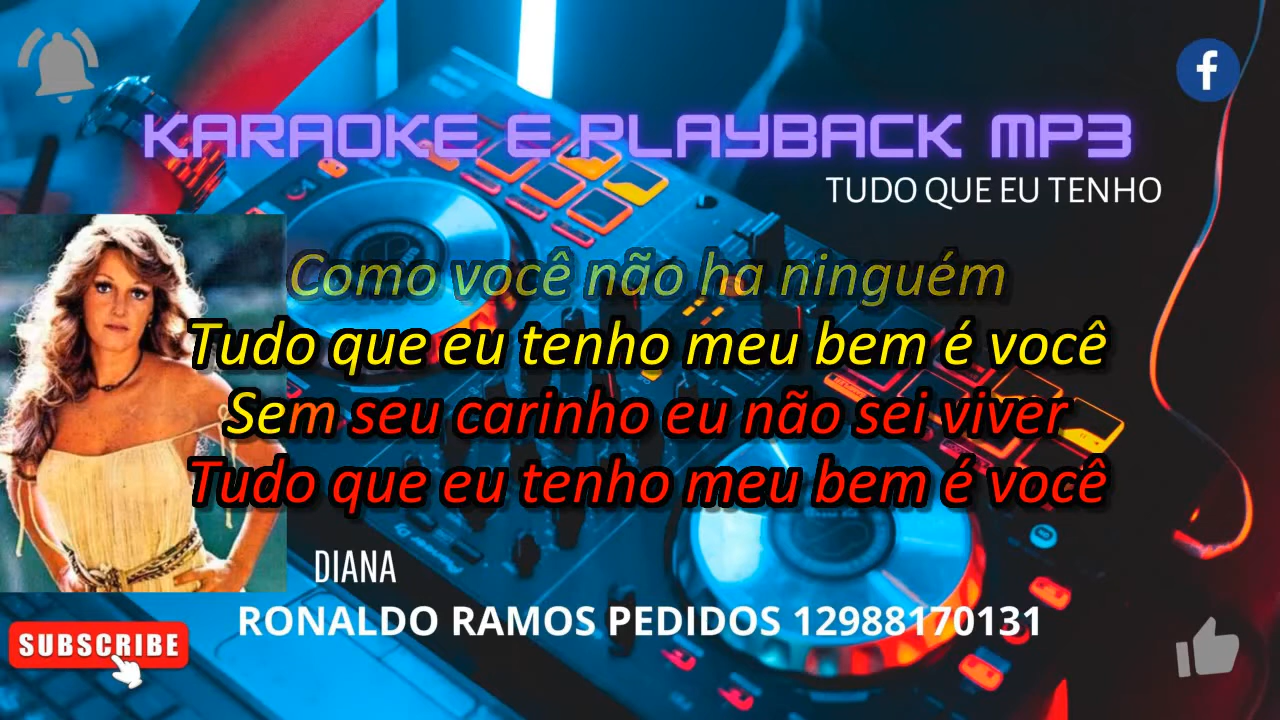 KARAOKE E PLAYBACK MP3
TUDO QUE EU TENHO
Como você não ha ninguém
Tudo que eu tenho meu bem é você
Sem seu carinho eu não sei viver
Tudo que eu tenho meu bem é você
DIANA
RONALDO RAMOS PEDIDOS 12988170131
SUBSCRIBE
Pioneer DJ